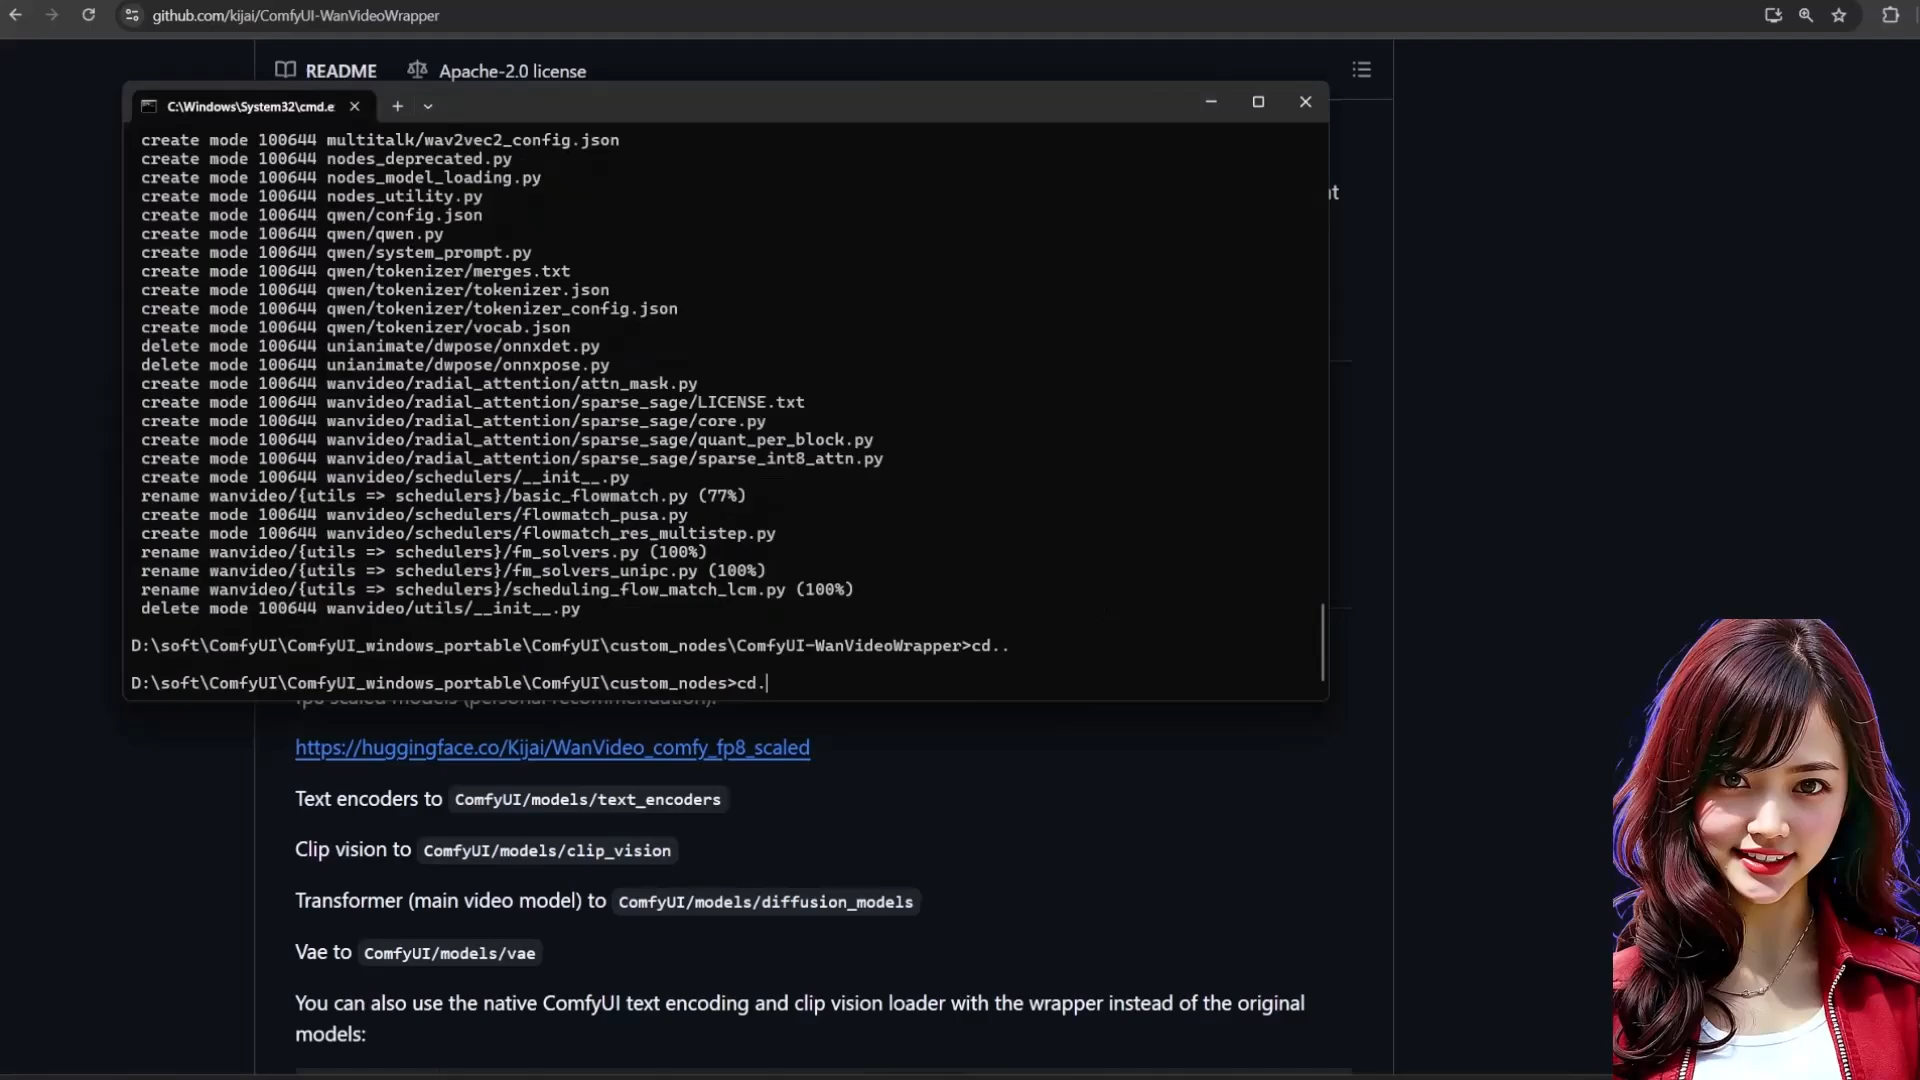 github.com/kijai/ComfyUI-WanVideoWrapper
README
Apache-2.0 license
C:\Windows\System32\cmd.e
create mode 100644 multitalk/wav2vec2_config.json
create mode 100644 nodes_deprecated.py
create mode 100644 nodes_model_loading.py
create mode 100644 nodes_utility.py
create mode 100644 qwen/config.json
create mode 100644 qwen/qwen.py
create mode 100644 qwen/system_prompt.py
create mode 100644 qwen/tokenizer/merges.txt
create mode 100644 qwen/tokenizer/tokenizer.json
create mode 100644 qwen/tokenizer/tokenizer_config.json
create mode 100644 qwen/tokenizer/vocab.json
delete mode 100644 unianimate/dwpose/onnxdet.py
delete mode 100644 unianimate/dwpose/onnxpose.py
create mode 100644 wanvideo/radial_attention/attn_mask.py
create mode 100644 wanvideo/radial_attention/sparse_sage/LICENSE.txt
create mode 100644 wanvideo/radial_attention/sparse_sage/core.py
create mode 100644 wanvideo/radial_attention/sparse_sage/quant_per_block.py
create mode 100644 wanvideo/radial_attention/sparse_sage/sparse_int8_attn.py
create mode 100644 wanvideo/schedulers/__init__.py
rename wanvideo/{utils => schedulers}/basic_flowmatch.py (77%)
create mode 100644 wanvideo/schedulers/flowmatch_pusa.py
create mode 100644 wanvideo/schedulers/flowmatch_res_multistep.py
rename wanvideo/{utils => schedulers}/fm_solvers.py (100%)
rename wanvideo/{utils => schedulers}/fm_solvers_unipc.py (100%)
rename wanvideo/{utils => schedulers}/scheduling_flow_match_lcm.py (100%)
delete mode 100644 wanvideo/utils/__init__.py
D:\soft\ComfyUI\ComfyUI_windows_portable\ComfyUI\custom_nodes\ComfyUI-WanVideoWrapper>cd..
D:\soft\ComfyUI\ComfyUI_windows_portable\ComfyUI\custom_nodes>cd.
fp8 scaled models (personal recommendation):
https://huggingface.co/Kijai/WanVideo_comfy_fp8_scaled
Text encoders to ComfyUI/models/text_encoders
Clip vision to ComfyUI/models/clip_vision
Transformer (main video model) to ComfyUI/models/diffusion_models
Vae to ComfyUI/models/vae
You can also use the native ComfyUI text encoding and clip vision loader with the wrapper instead of the original
models: